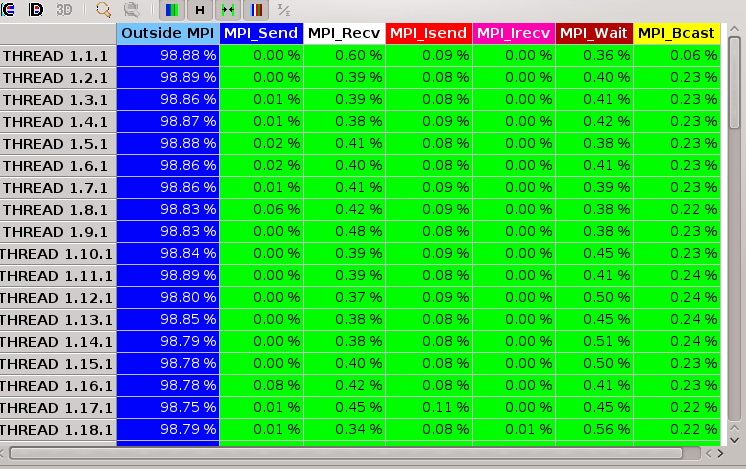 C D 3D H
Outside MPI MPI_Send MPI_Recv MPI_Isend MPI_Irecv MPI_Wait MPI_Bcast
THREAD 1.1.1 98.88 % 0.00 % 0.60 % 0.09 % 0.00 % 0.36 % 0.06 %
THREAD 1.2.1 98.89 % 0.00 % 0.39 % 0.08 % 0.00 % 0.40 % 0.23 %
THREAD 1.3.1 98.86 % 0.01 % 0.39 % 0.08 % 0.00 % 0.41 % 0.23 %
THREAD 1.4.1 98.87 % 0.01 % 0.38 % 0.09 % 0.00 % 0.42 % 0.23 %
THREAD 1.5.1 98.88 % 0.02 % 0.41 % 0.08 % 0.00 % 0.38 % 0.23 %
THREAD 1.6.1 98.86 % 0.02 % 0.40 % 0.08 % 0.00 % 0.41 % 0.23 %
THREAD 1.7.1 98.86 % 0.01 % 0.41 % 0.09 % 0.00 % 0.39 % 0.23 %
THREAD 1.8.1 98.83 % 0.06 % 0.42 % 0.09 % 0.00 % 0.38 % 0.22 %
THREAD 1.9.1 98.83 % 0.00 % 0.48 % 0.08 % 0.00 % 0.38 % 0.23 %
THREAD 1.10.1 98.84 % 0.00 % 0.39 % 0.09 % 0.00 % 0.45 % 0.23 %
THREAD 1.11.1 98.89 % 0.00 % 0.39 % 0.08 % 0.00 % 0.41 % 0.24 %
THREAD 1.12.1 98.80 % 0.00 % 0.37 % 0.09 % 0.00 % 0.50 % 0.24 %
THREAD 1.13.1 98.85 % 0.00 % 0.38 % 0.08 % 0.00 % 0.45 % 0.24 %
THREAD 1.14.1 98.79 % 0.00 % 0.38 % 0.08 % 0.00 % 0.51 % 0.24 %
THREAD 1.15.1 98.78 % 0.00 % 0.40 % 0.08 % 0.00 % 0.50 % 0.23 %
THREAD 1.16.1 98.78 % 0.08 % 0.42 % 0.08 % 0.00 % 0.41 % 0.23 %
THREAD 1.17.1 98.75 % 0.01 % 0.45 % 0.11 % 0.00 % 0.45 % 0.22 %
THREAD 1.18.1 98.79 % 0.01 % 0.34 % 0.08 % 0.01 % 0.56 % 0.22 %